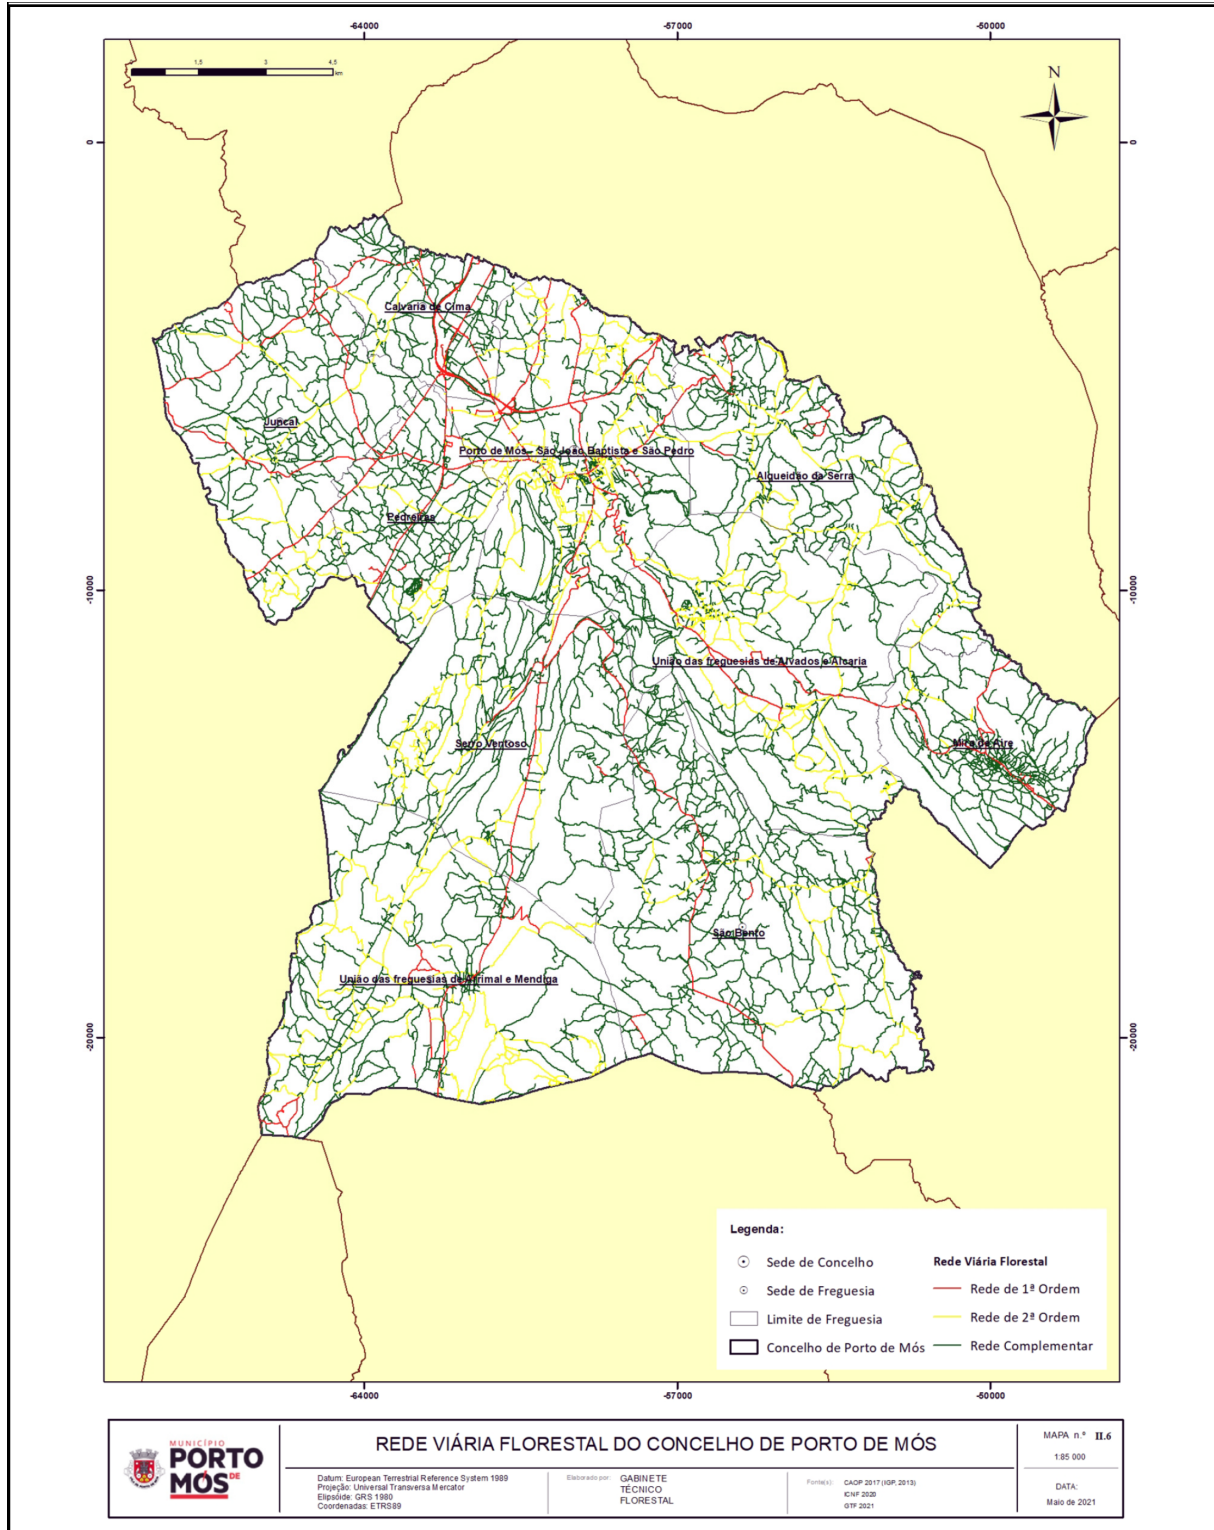 -64000
-57000
-50000
1,5
3
4,5
km
N
0
0
Calvaria de Cima
Juncal
Porto de Mós - São João Baptista e São Pedro
Alqueidão da Serra
Pedreiras
-10000
-10000
União das freguesias de Alvados e Alcaria
Serro Ventoso
Mira de Aire
São Bento
União das freguesias de Arrimal e Mendiga
-20000
-20000
Legenda:
Sede de Concelho
Sede de Freguesia
Limite de Freguesia
Concelho de Porto de Mós
Rede Viária Florestal
Rede de 1ª Ordem
Rede de 2ª Ordem
Rede Complementar
-64000
-57000
-50000
MUNICÍPIO
PORTO
DE
MÓS
REDE VIÁRIA FLORESTAL DO CONCELHO DE PORTO DE MÓS
Datum: European Terrestrial Reference System 1989
Projeção: Universal Transversa Mercator
Elipsóide: GRS 1980
Coordenadas: ETRS89
Elaborado por:
GABINETE
TÉCNICO
FLORESTAL
Fonte(s):
CAOP 2017 (IGP, 2013)
ICNF 2020
GTF 2021
MAPA n.º II.6
1:85 000
DATA:
Maio de 2021